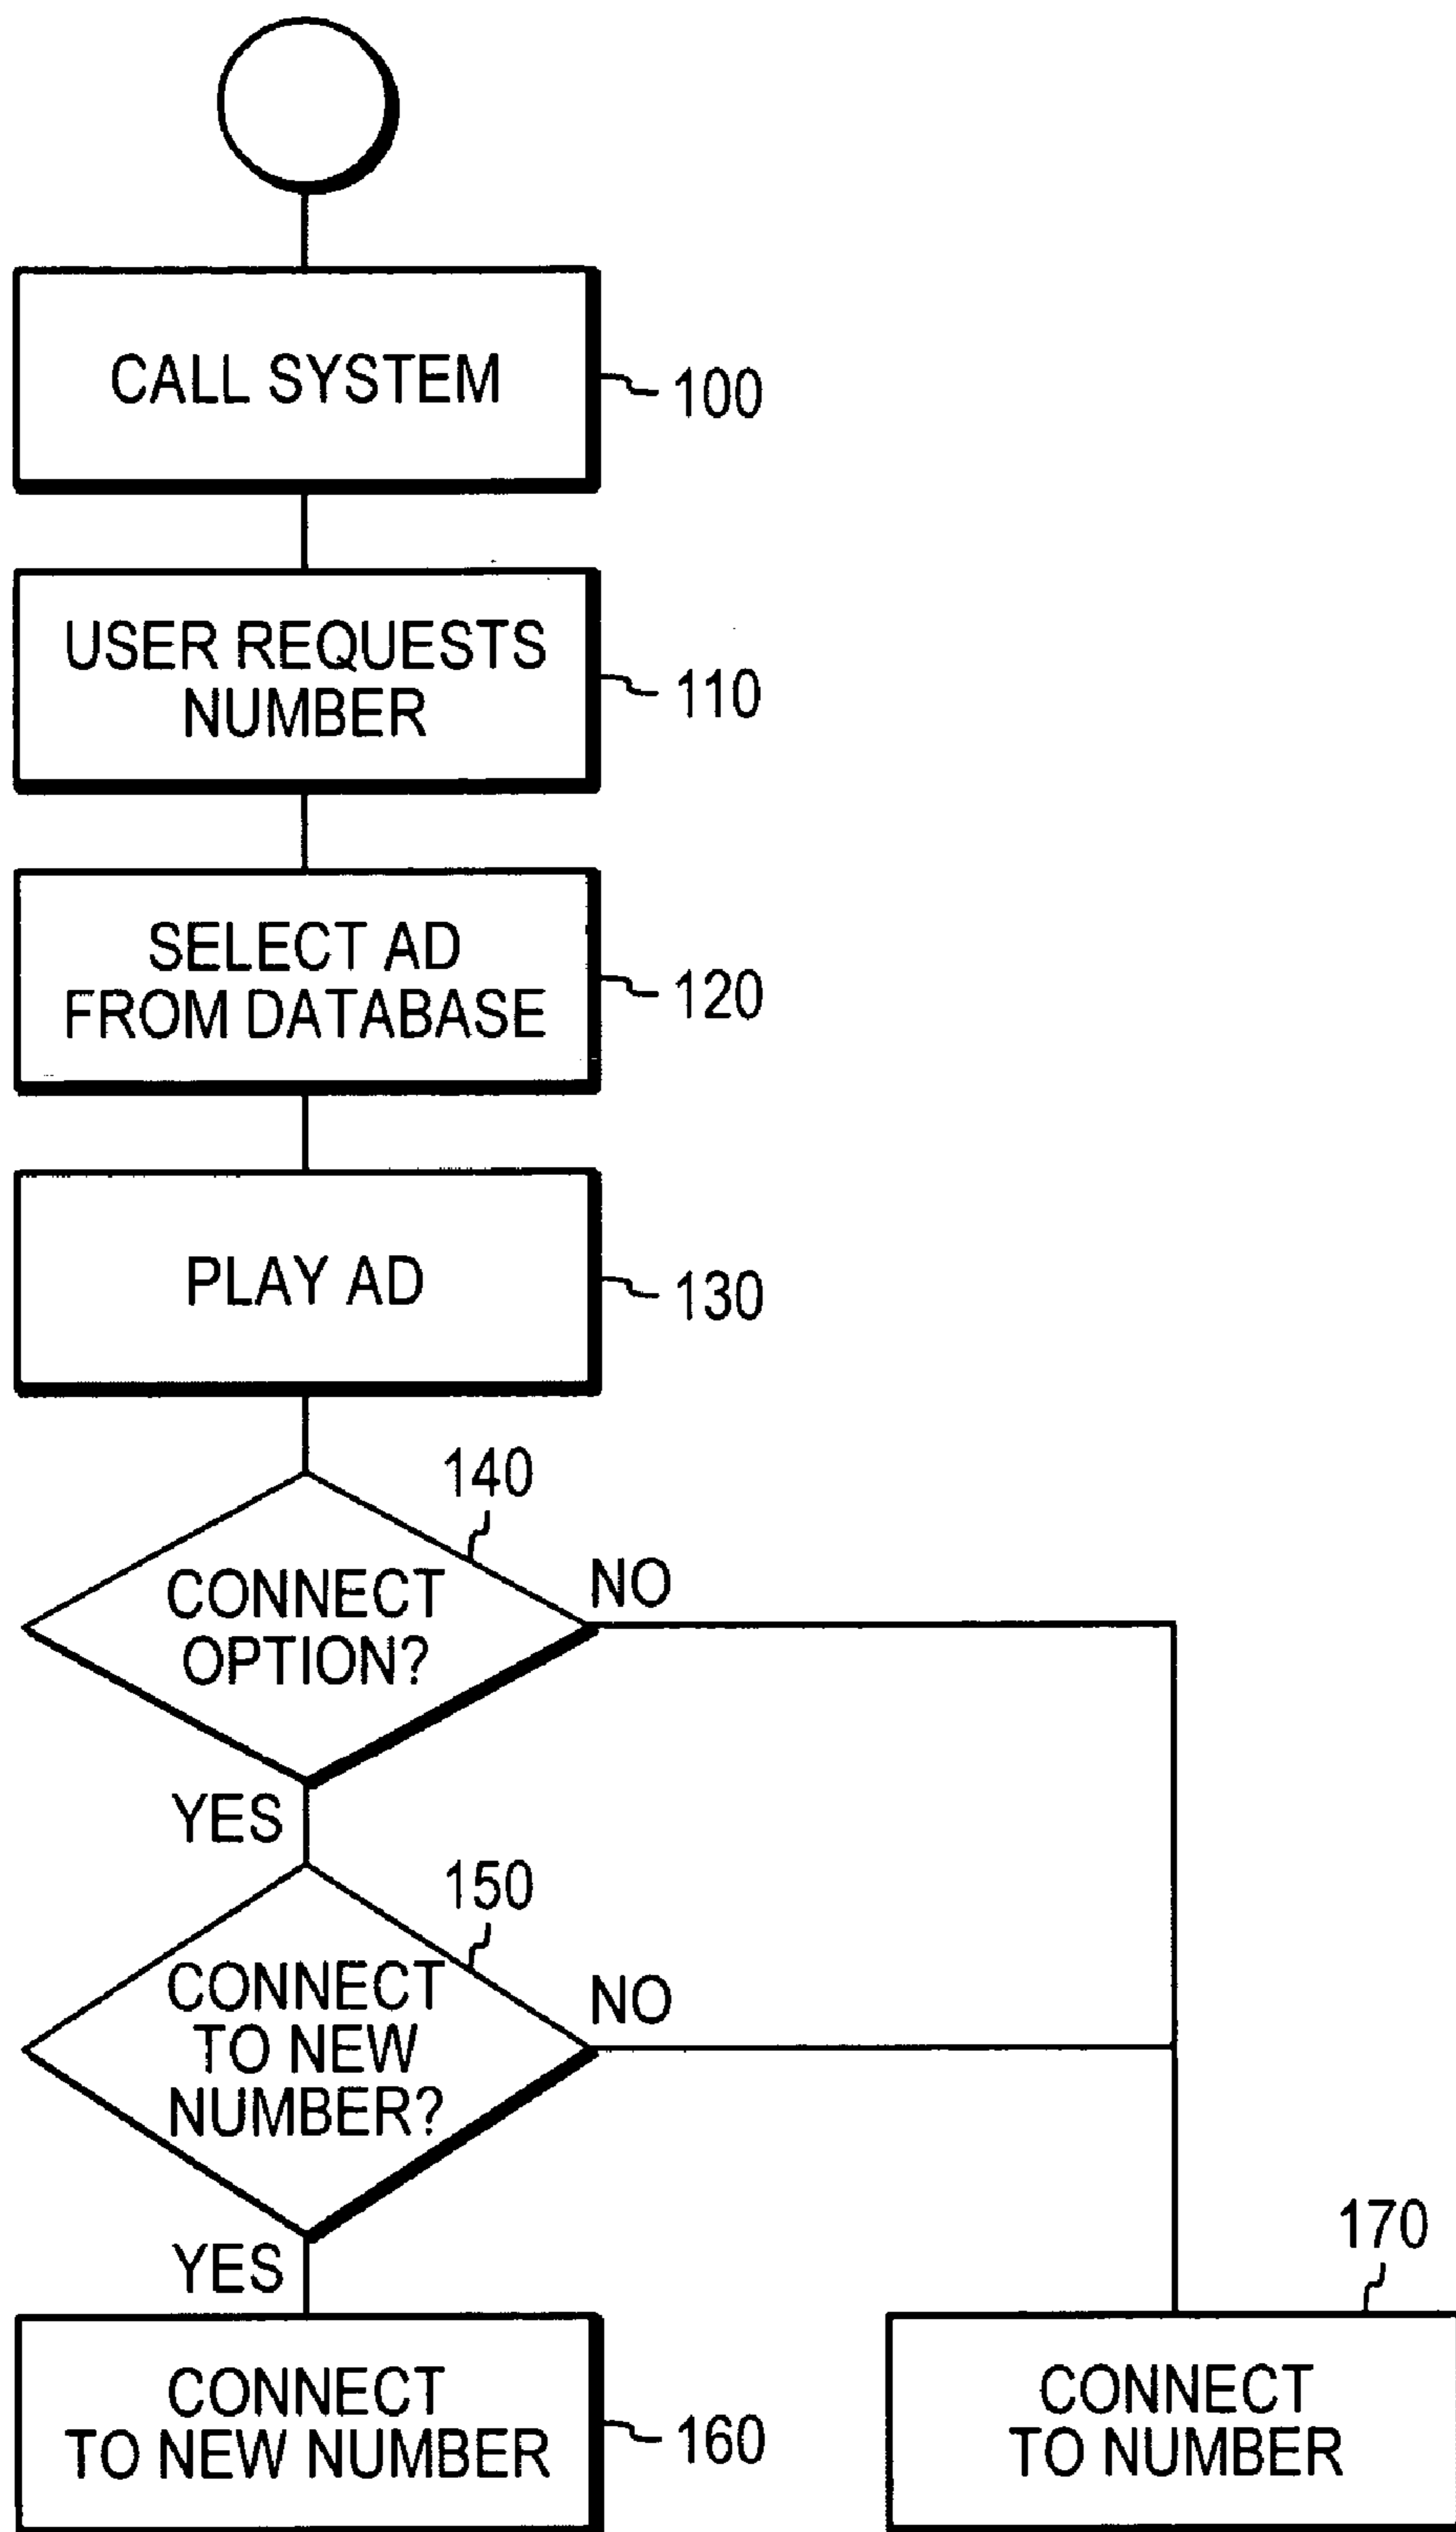 CALL SYSTEM
100
USER REQUESTS
NUMBER
110
SELECT AD
FROM DATABASE
120
PLAY AD
130
140
CONNECT
OPTION?
NO
YES
150
CONNECT
TO NEW
NUMBER?
NO
YES
CONNECT
TO NEW NUMBER
160
170
CONNECT
TO NUMBER